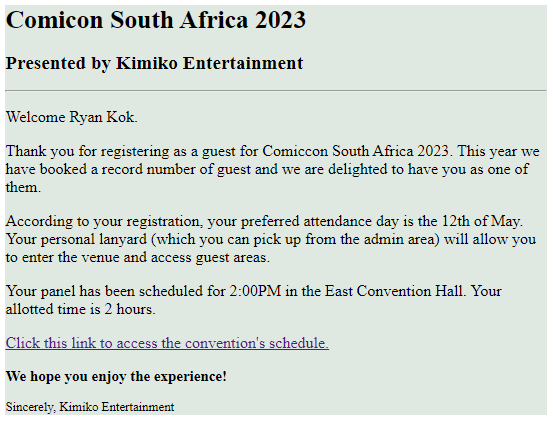 Comicon South Africa 2023
Presented by Kimiko Entertainment
Welcome Ryan Kok.
Thank you for registering as a guest for Comiccon South Africa 2023. This year we
have booked a record number of guest and we are delighted to have you as one of
them.
According to your registration, your preferred attendance day is the 12th of May.
Your personal lanyard (which you can pick up from the admin area) will allow you
to enter the venue and access guest areas.
Your panel has been scheduled for 2:00PM in the East Convention Hall. Your
allotted time is 2 hours.
Click this link to access the convention's schedule.
We hope you enjoy the experience!
Sincerely, Kimiko Entertainment